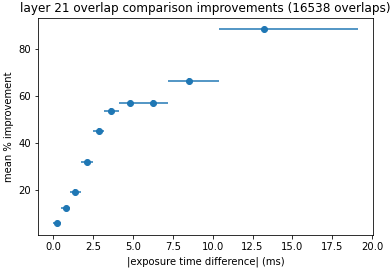 layer 21 overlap comparison improvements (16538 overlaps)
mean % improvement
80
60
40
20
0.0 2.5 5.0 7.5 10.0 12.5 15.0 17.5 20.0
|exposure time difference| (ms)